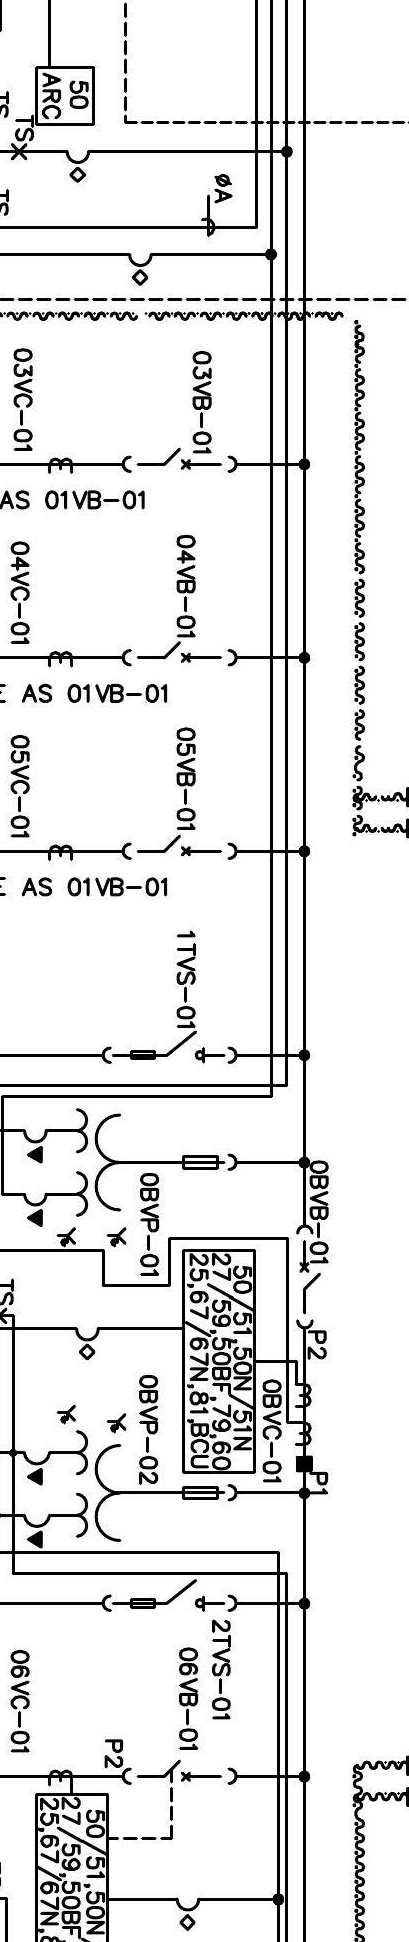 50
ARC
TS
TS
TS
øA
03VB-01
03VC-01
AS 01VB-01
04VB-01
04VC-01
E AS 01VB-01
05VB-01
05VC-01
E AS 01VB-01
1TVS-01
0BVB-01
0BVP-01
50/51,50N/51N
27/59,50BF,79,60
25,67/67N,81,BCU
P2
0BVC-01
P1
TS
0BVP-02
2TVS-01
06VB-01
06VC-01
P2
50/51,50N
27/59,50BF
25,67/67N,